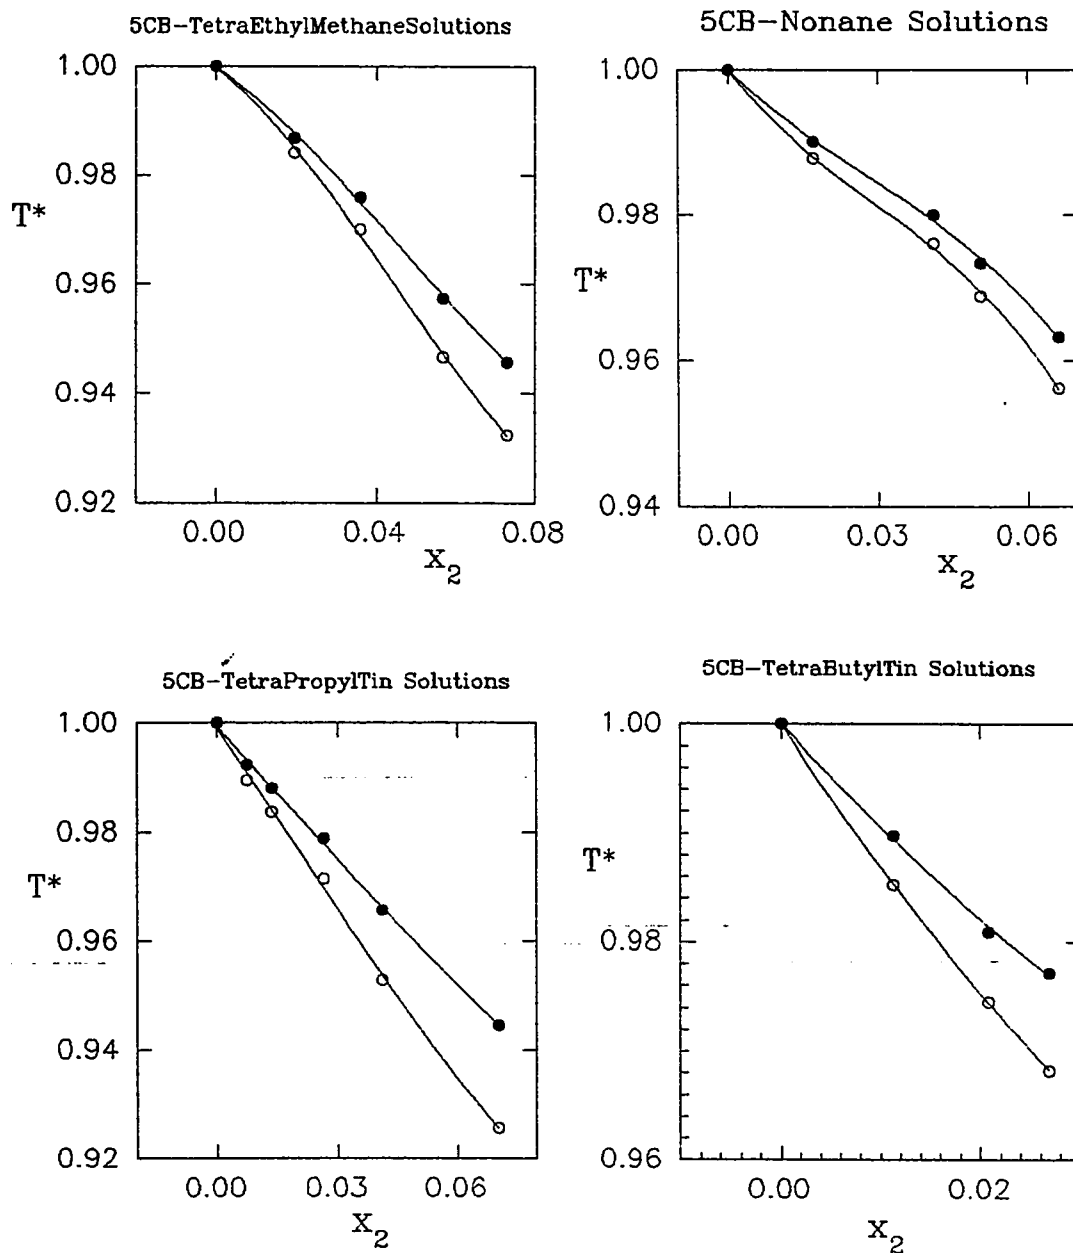 5CB-TetraEthylMethaneSolutions
1.00
0.98
T*
0.96
0.94
0.92
0.00 0.04 0.08
X2
5CB-Nonane Solutions
1.00
0.98
T*
0.96
0.94
0.00 0.03 0.06
X2
5CB-TetraPropylTin Solutions
1.00
0.98
T*
0.96
0.94
0.92
0.00 0.03 0.06
X2
5CB-TetraButylTin Solutions
1.00
T*
0.98
0.96
0.00 0.02
X2